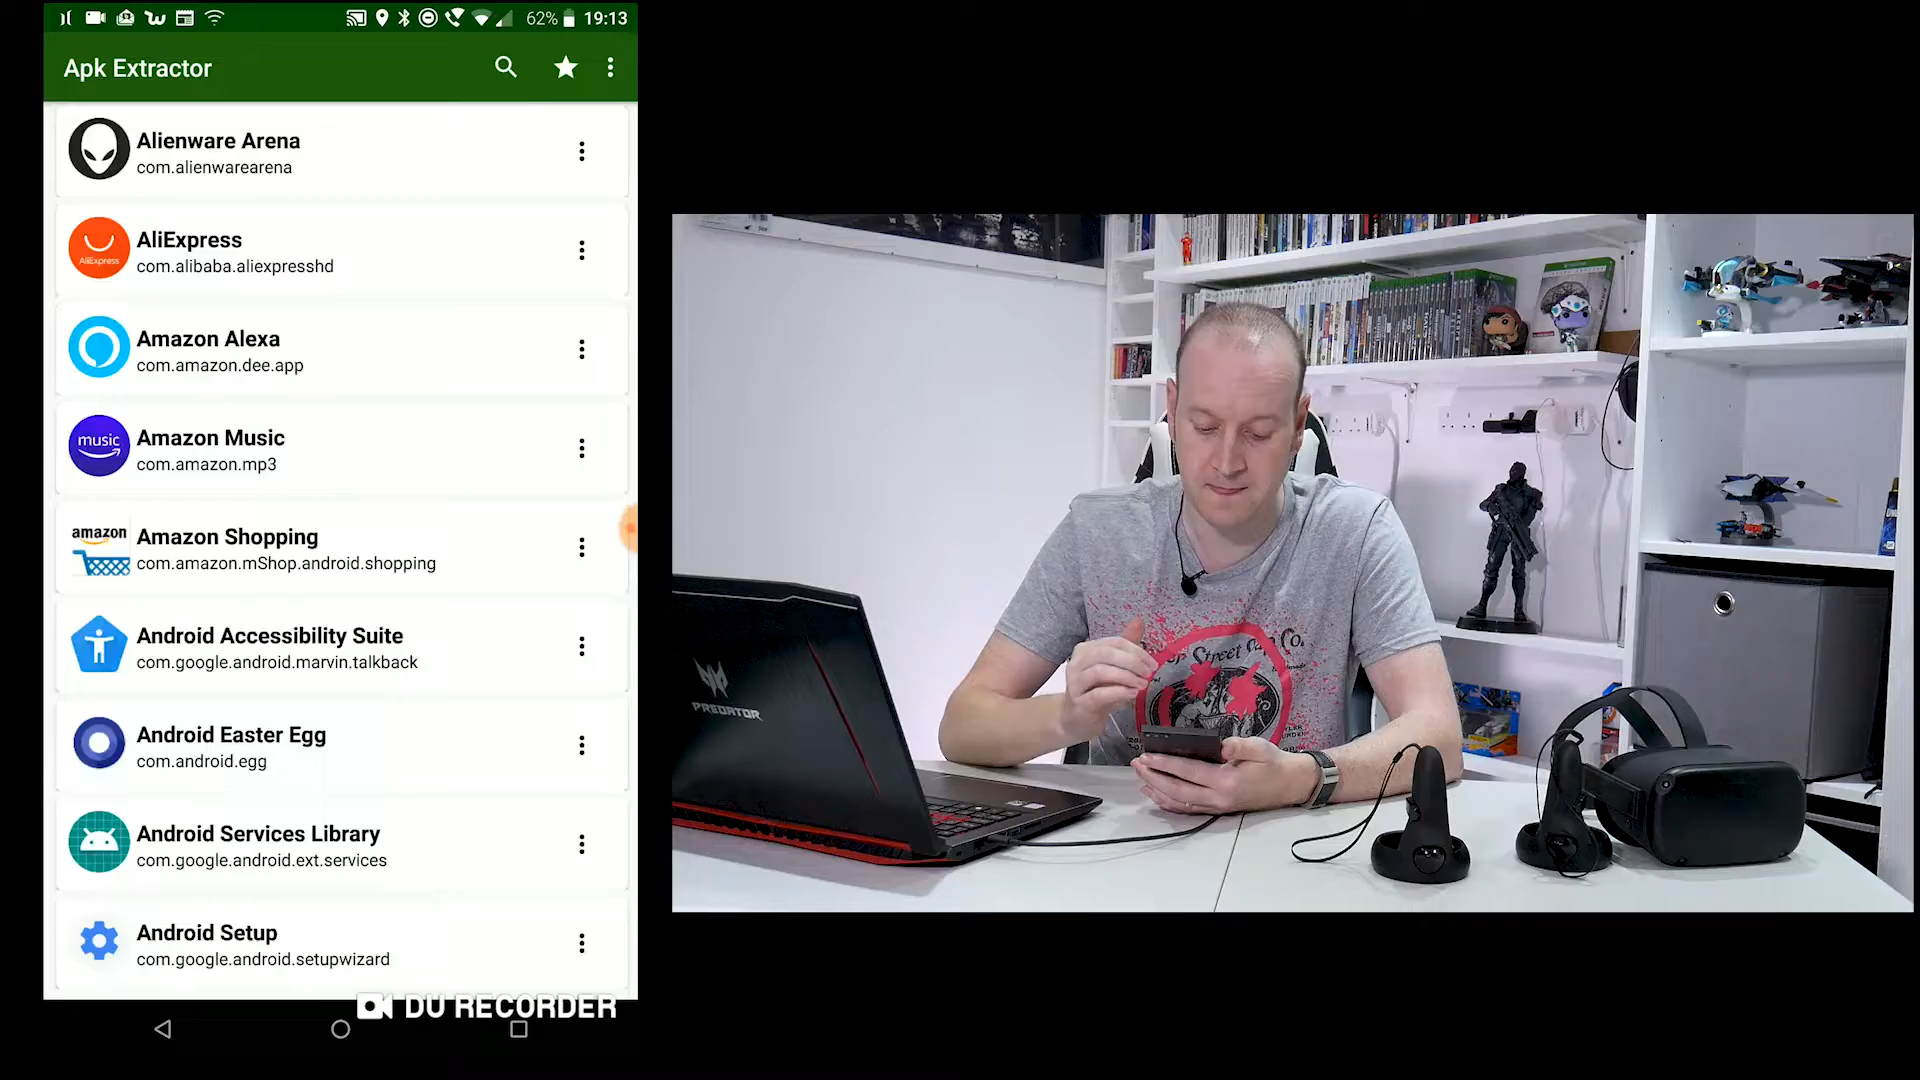 62% 19:13
Apk Extractor
Alienware Arena
com.alienwarearena
AliExpress
AliExpress
com.alibaba.aliexpresshd
Amazon Alexa
com.amazon.dee.app
music
Amazon Music
com.amazon.mp3
amazon
Amazon Shopping
com.amazon.mShop.android.shopping
Android Accessibility Suite
com.google.android.marvin.talkback
Android Easter Egg
com.android.egg
Android Services Library
com.google.android.ext.services
Android Setup
com.google.android.setupwizard
DU RECORDER
PREDATOR
Street
Co.